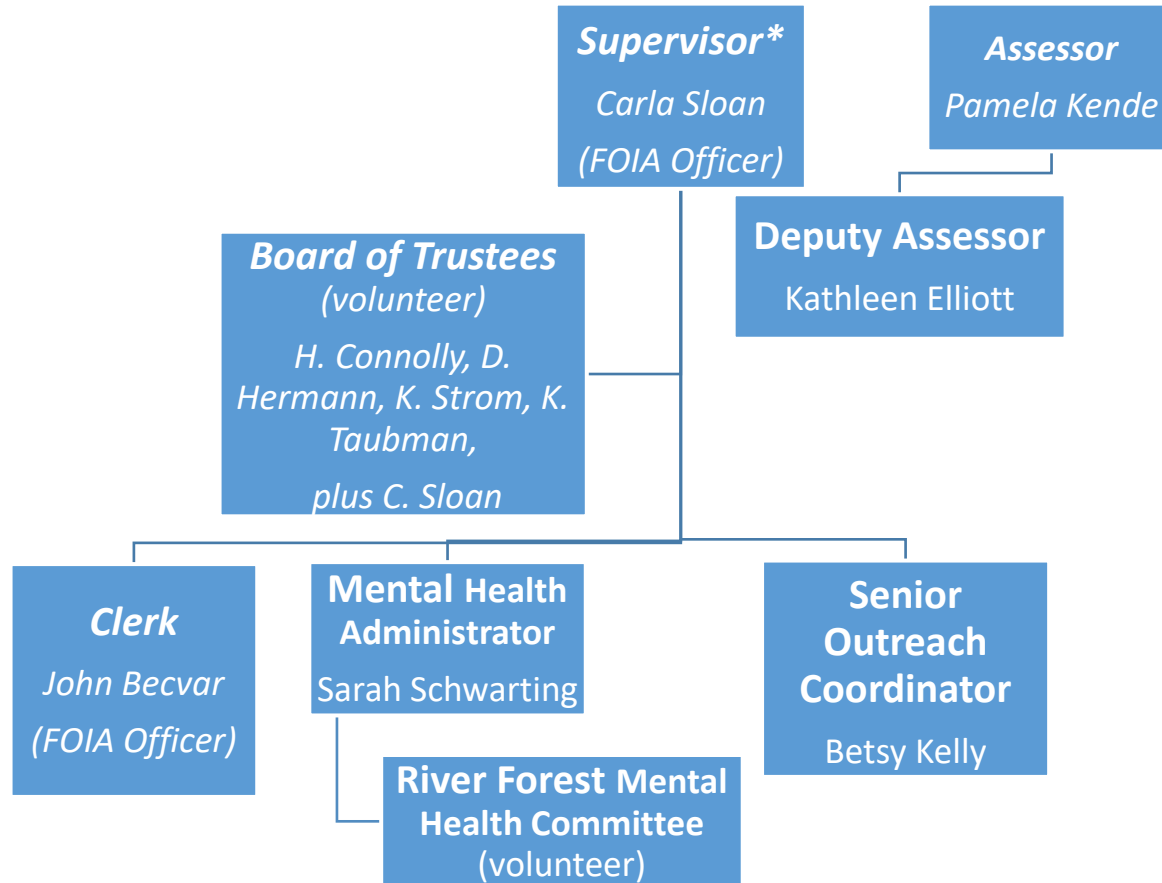 Supervisor*
Carla Sloan
(FOIA Officer)
Assessor
Pamela Kende
Deputy Assessor
Kathleen Elliott
Board of Trustees
(volunteer)
H. Connolly, D.
Hermann, K. Strom, K.
Taubman,
plus C. Sloan
Clerk
John Becvar
(FOIA Officer)
Mental Health
Administrator
Sarah Schwarting
Senior
Outreach
Coordinator
Betsy Kelly
River Forest Mental
Health Committee
(volunteer)